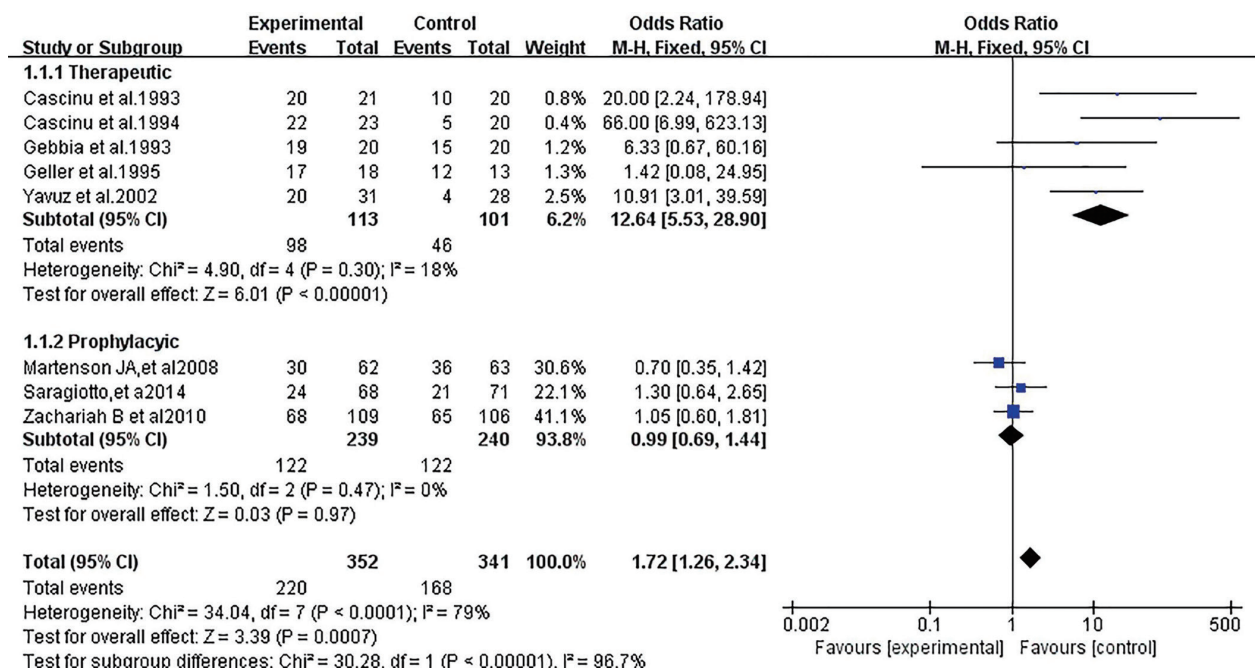 Experimental Control Odds Ratio Odds Ratio
Study or Subgroup Events Total Events Total Weight M-H, Fixed, 95% CI M-H, Fixed, 95% CI
1.1.1 Therapeutic
Cascinu et al.1993 20 21 10 20 0.8% 20.00 [2.24, 178.94]
Cascinu et al.1994 22 23 5 20 0.4% 66.00 [6.99, 623.13]
Gebbia et al.1993 19 20 15 20 1.2% 6.33 [0.67, 60.16]
Geller et al.1995 17 18 12 13 1.3% 1.42 [0.08, 24.95]
Yavuz et al.2002 20 31 4 28 2.5% 10.91 [3.01, 39.59]
Subtotal (95% CI) 113 101 6.2% 12.64 [5.53, 28.90]
Total events 98 46
Heterogeneity: Chi² = 4.90, df = 4 (P = 0.30); I² = 18%
Test for overall effect: Z = 6.01 (P < 0.00001)
1.1.2 Prophylacyic
Martenson JA,et al2008 30 62 36 63 30.6% 0.70 [0.35, 1.42]
Saragiotto,et a2014 24 68 21 71 22.1% 1.30 [0.64, 2.65]
Zachariah B et al2010 68 109 65 106 41.1% 1.05 [0.60, 1.81]
Subtotal (95% CI) 239 240 93.8% 0.99 [0.69, 1.44]
Total events 122 122
Heterogeneity: Chi² = 1.50, df = 2 (P = 0.47); I² = 0%
Test for overall effect: Z = 0.03 (P = 0.97)
Total (95% CI) 352 341 100.0% 1.72 [1.26, 2.34]
Total events 220 168
Heterogeneity: Chi² = 34.04, df = 7 (P < 0.0001); I² = 79%
Test for overall effect: Z = 3.39 (P = 0.0007)
Test for subgroup differences: Chi² = 30.28, df = 1 (P < 0.00001), I² = 96.7%
0.002 0.1 1 10 500
Favours [experimental] Favours [control]